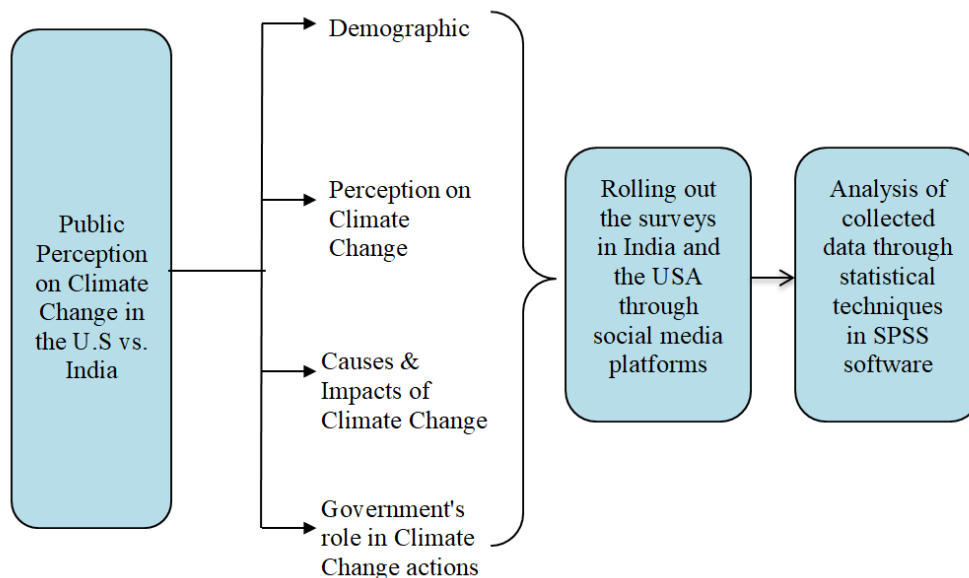 Public
Perception
on Climate
Change in
the U.S vs.
India
Demographic
Perception on
Climate
Change
Causes &
Impacts of
Climate Change
Government's
role in Climate
Change actions
Rolling out
the surveys
in India and
the USA
through
social media
platforms
Analysis of
collected
data through
statistical
techniques
in SPSS
software